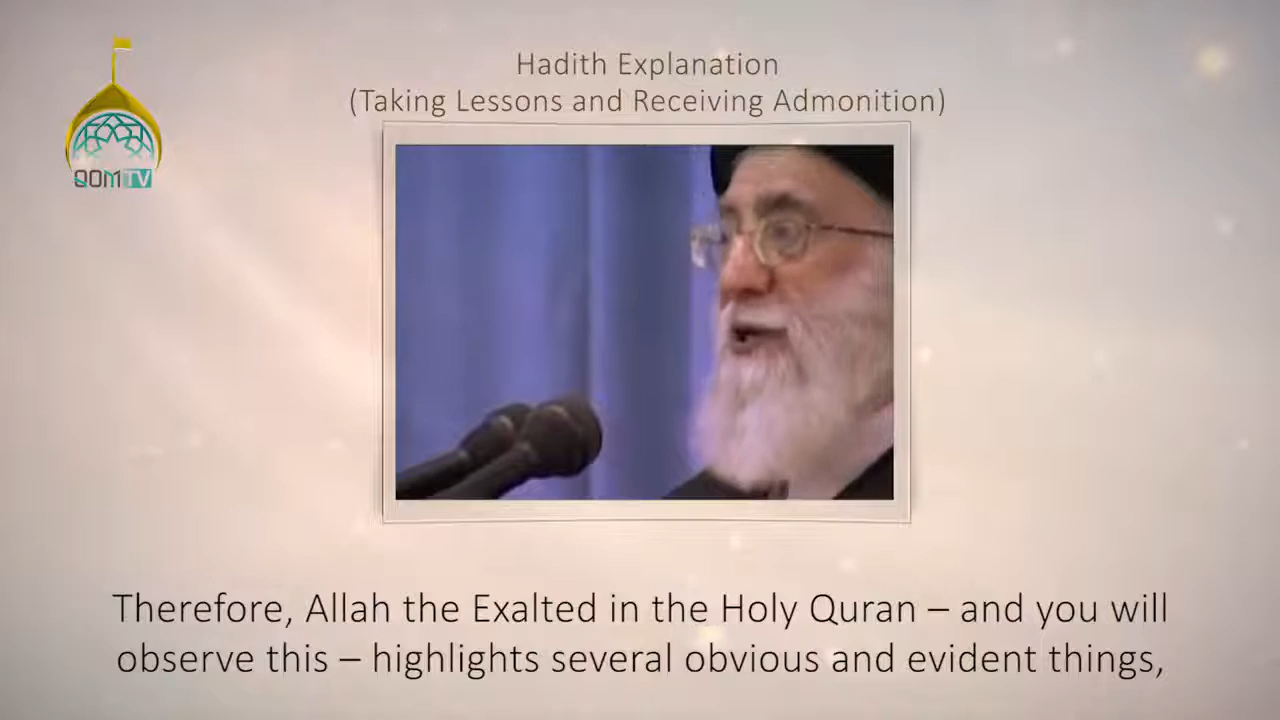 Hadith Explanation
(Taking Lessons and Receiving Admonition)
QOMTV
Therefore, Allah the Exalted in the Holy Quran – and you will
observe this – highlights several obvious and evident things,